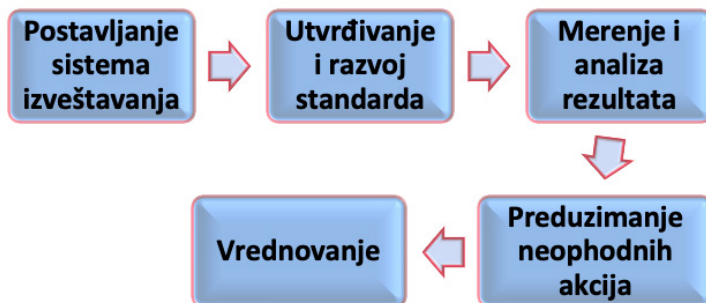 Postavljanje
sistema
izveštavanja
Utvrđivanje
i razvoj
standarda
Merenje i
analiza
rezultata
Preduzimanje
neophodnih
akcija
Vrednovanje